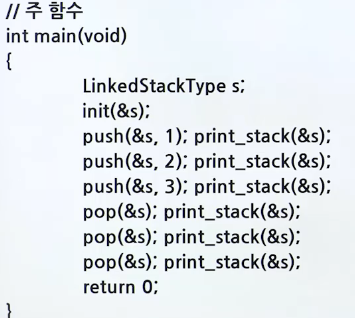 // 주 함수
int main(void)
{
LinkedStackType s;
init(&s);
push(&s, 1); print_stack(&s);
push(&s, 2); print_stack(&s);
push(&s, 3); print_stack(&s);
pop(&s); print_stack(&s);
pop(&s); print_stack(&s);
pop(&s); print_stack(&s);
return 0;
}